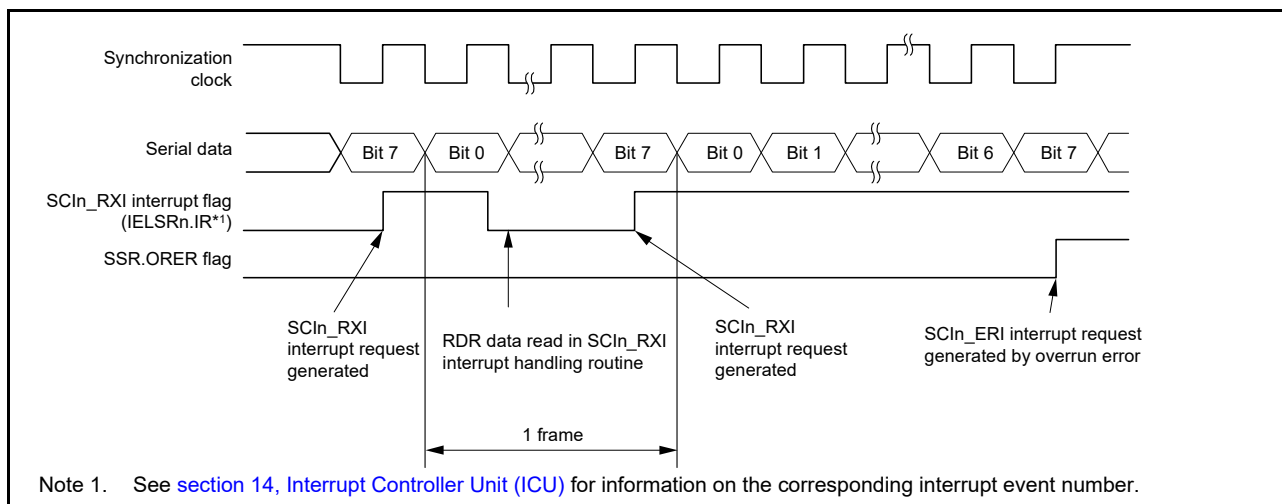 Synchronization
clock
Serial data
Bit 7
Bit 0
Bit 7
Bit 0
Bit 1
Bit 6
Bit 7
SCIn_RXI interrupt flag
(IELSRn.IR*1)
SSR.ORER flag
SCIn_RXI
interrupt request
generated
RDR data read in SCIn_RXI
interrupt handling routine
SCIn_RXI
interrupt request
generated
SCIn_ERI interrupt request
generated by overrun error
1 frame
Note 1. See section 14, Interrupt Controller Unit (ICU) for information on the corresponding interrupt event number.